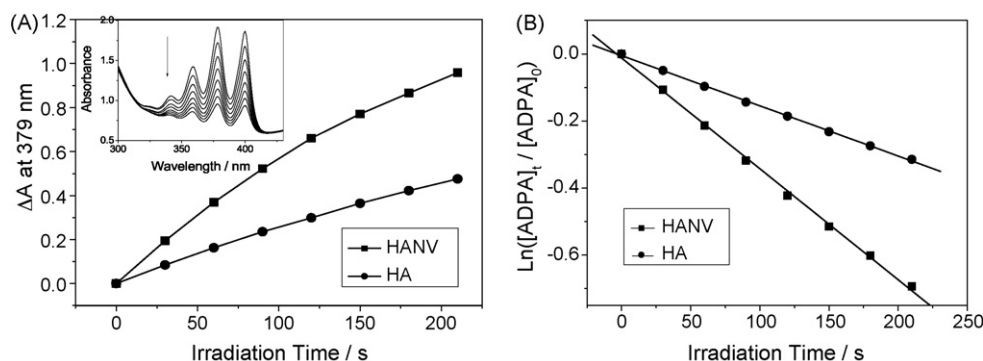 (A)
1.2
1.0
0.8
0.6
0.4
0.2
0.0
ΔA at 379 nm
0 50 100 150 200
Irradiation Time / s
HANV
HA
2.0
1.5
1.0
0.5
Absorbance
300 350 400
Wavelength / nm
(B)
0.0
-0.2
-0.4
-0.6
Ln([ADPA]t / [ADPA]0)
0 50 100 150 200 250
Irradiation Time / s
HANV
HA